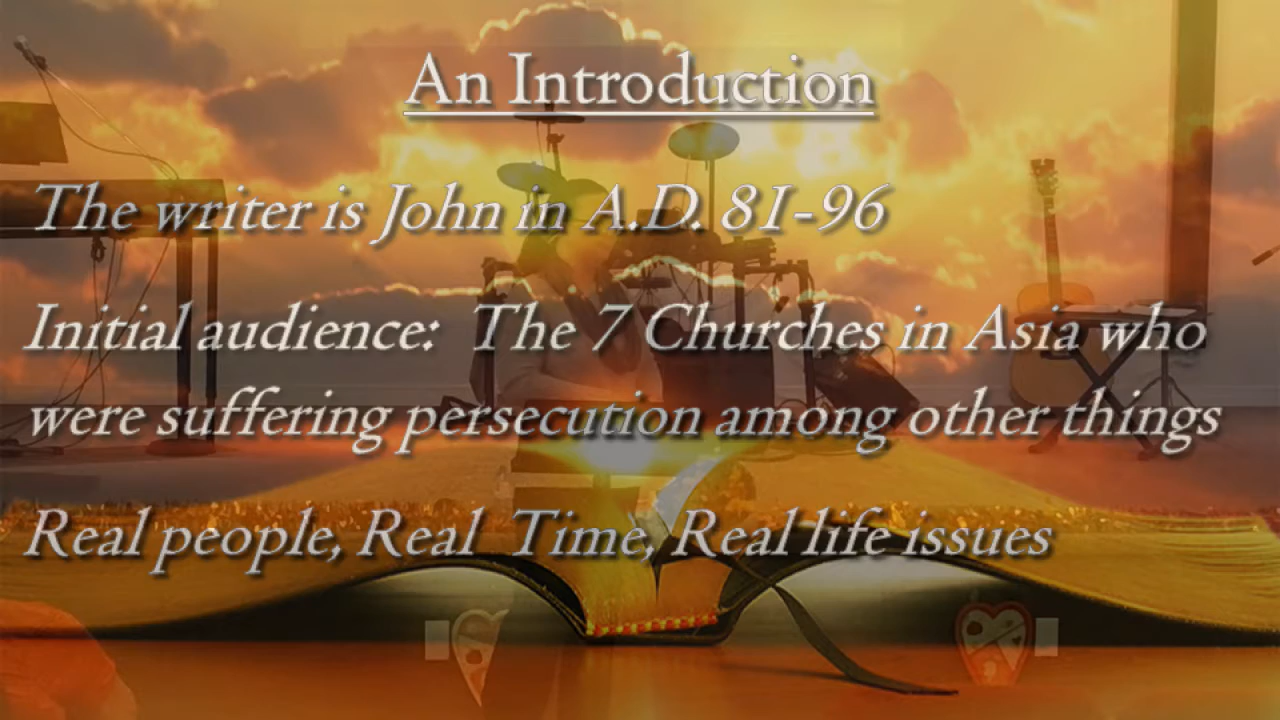 An Introduction
The writer is John in A.D. 81-96
Initial audience:  The 7 Churches in Asia who
were suffering persecution among other things
Real people, Real  Time, Real life issues